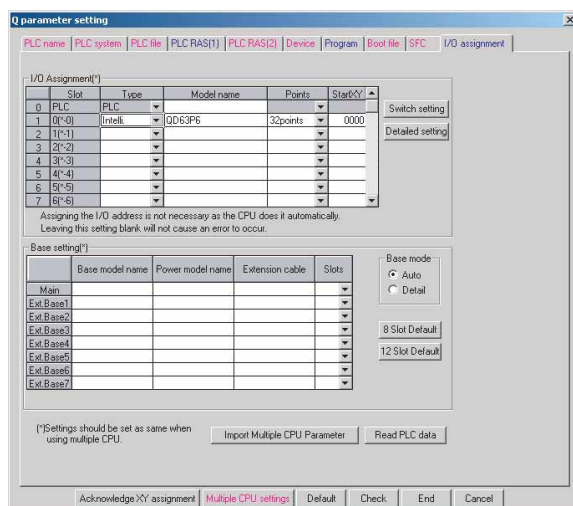 Q parameter setting
PLC name PLC system PLC file PLC RAS(1) PLC RAS(2) Device Program Boot file SFC I/O assignment
I/O Assignment(*)
Slot Type Model name Points StartXY
0 PLC PLC
1 0(*-0) Intelli. QD63P6 32points 0000
2 1(*-1)
3 2(*-2)
4 3(*-3)
5 4(*-4)
6 5(*-5)
7 6(*-6)
Switch setting
Detailed setting
Assigning the I/O address is not necessary as the CPU does it automatically.
Leaving this setting blank will not cause an error to occur.
Base setting(*)
Base model name Power model name Extension cable Slots
Main
Ext.Base1
Ext.Base2
Ext.Base3
Ext.Base4
Ext.Base5
Ext.Base6
Ext.Base7
Base mode
Auto
Detail
8 Slot Default
12 Slot Default
(*)Settings should be set as same when
using multiple CPU.
Import Multiple CPU Parameter Read PLC data
Acknowledge XY assignment Multiple CPU settings Default Check End Cancel